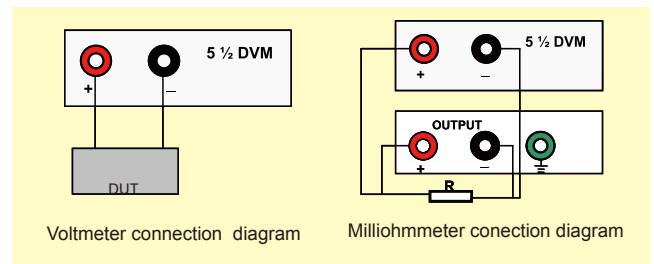 5 ½ DVM
+
_
DUT
Voltmeter connection diagram
5 ½ DVM
+
_
OUTPUT
+
_
R
Milliohmmeter conection diagram